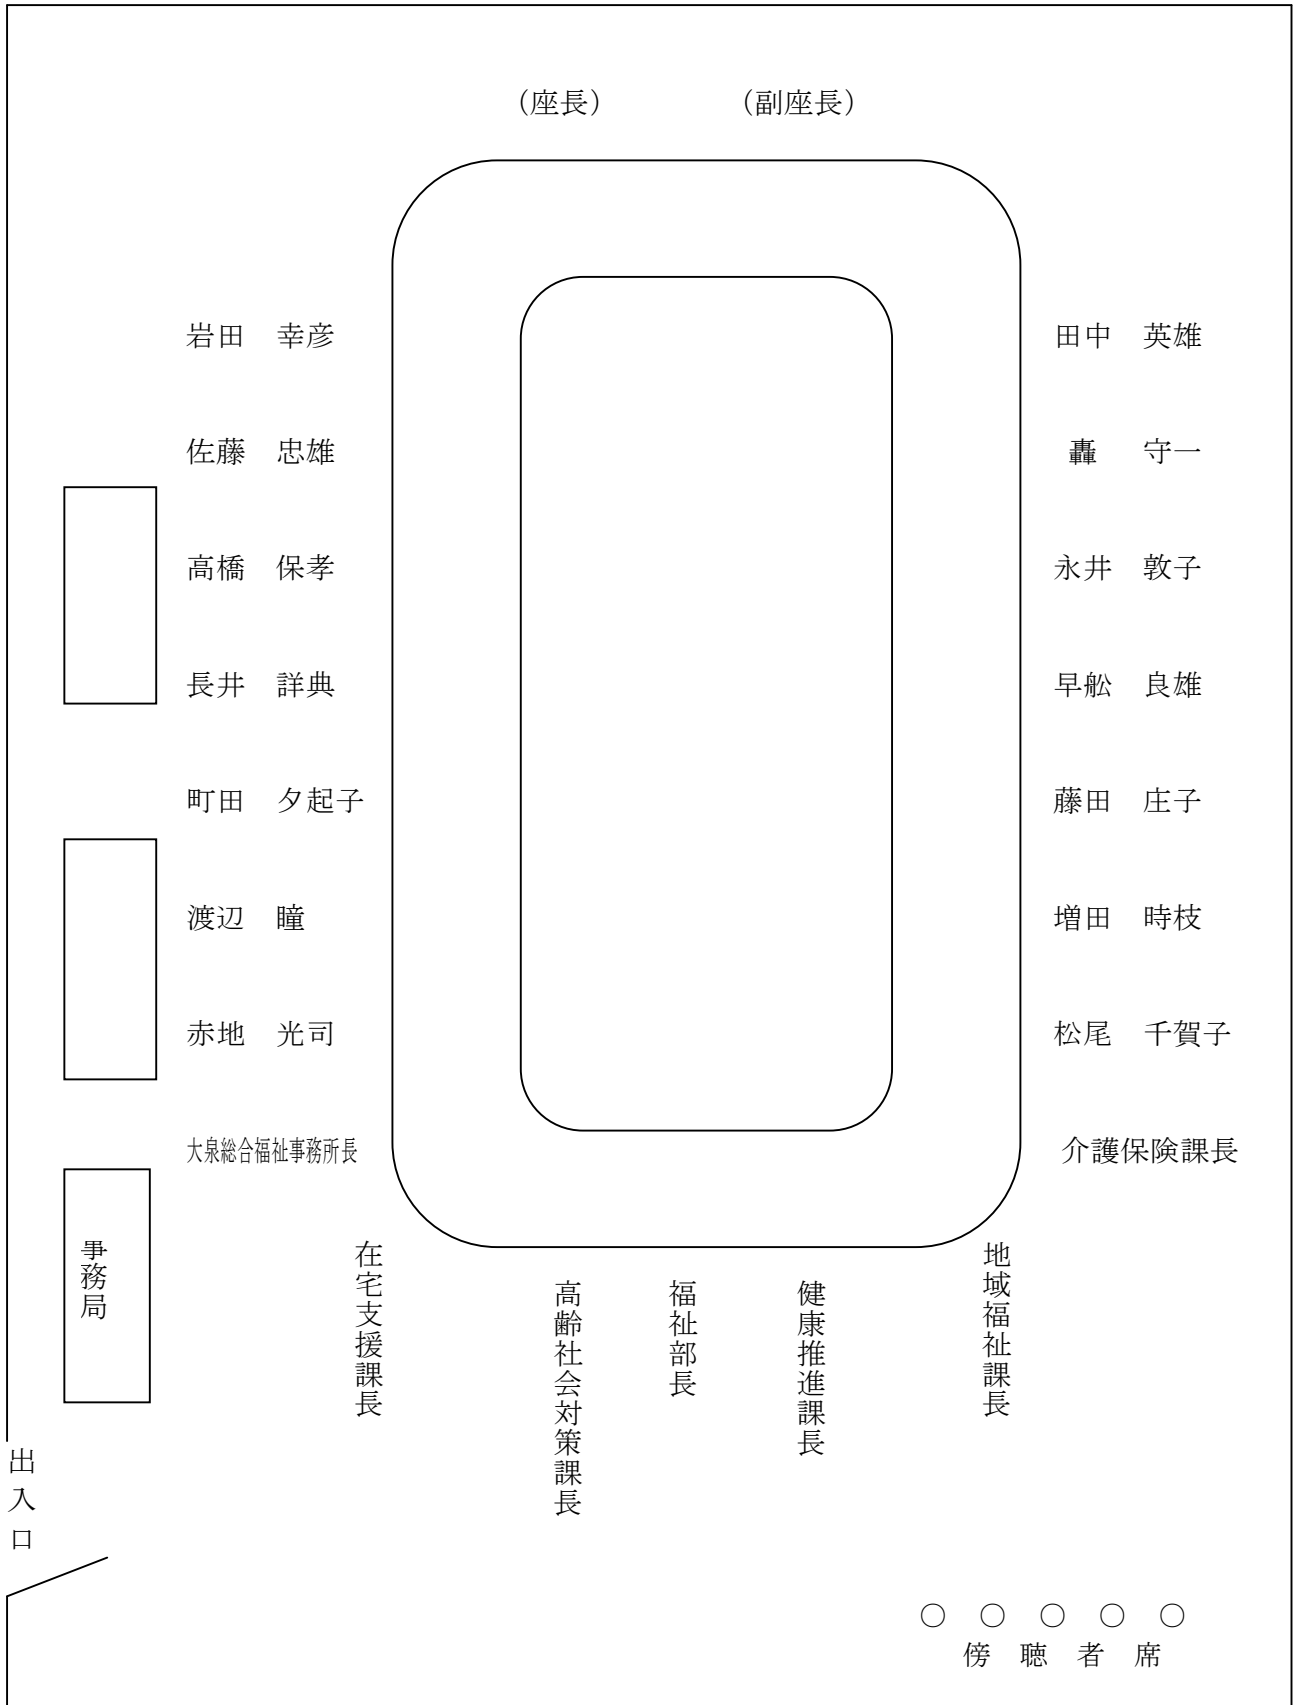 （座長）　（副座長）
岩田　幸彦　田中　英雄
佐藤　忠雄　轟　守一
高橋　保孝　永井　敦子
長井　詳典　早舩　良雄
町田　夕起子　藤田　庄子
渡辺　瞳　増田　時枝
赤地　光司　松尾　千賀子
大泉総合福祉事務所長　介護保険課長
事務局
在宅支援課長
高齢社会対策課長
福祉部長
健康推進課長
地域福祉課長
出入口
○　○　○　○　○
傍　聴　者　席